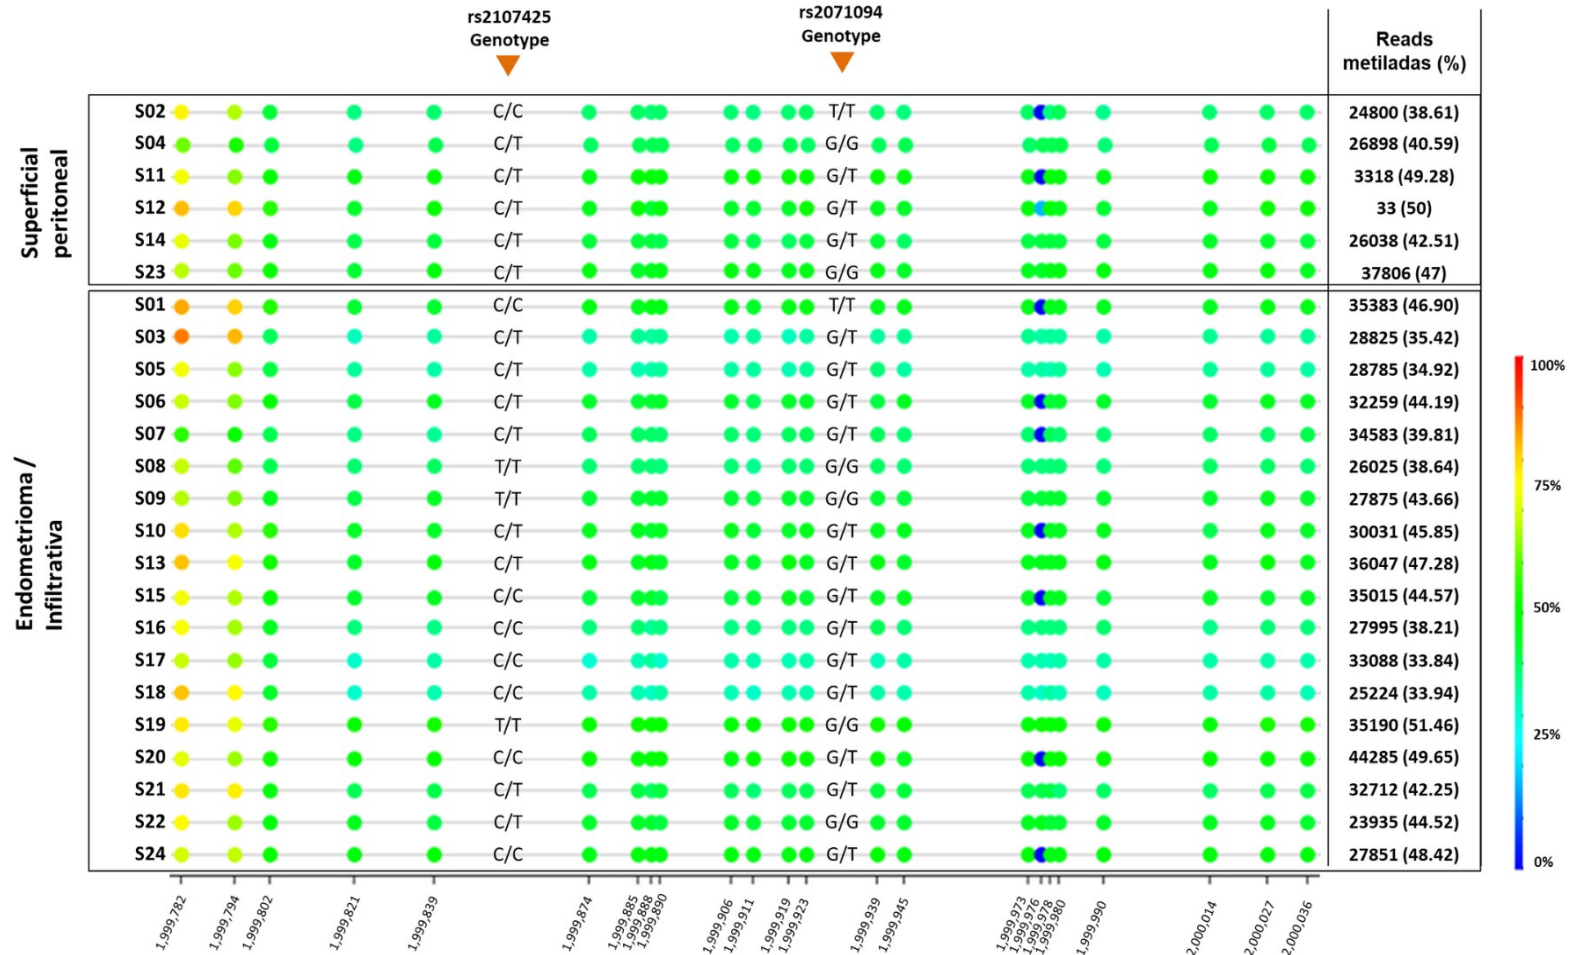 rs2107425
Genotype
rs2071094
Genotype
Reads
metiladas (%)
Superficial
peritoneal
S02 C/C T/T 24800 (38.61)
S04 C/T G/G 26898 (40.59)
S11 C/T G/T 3318 (49.28)
S12 C/T G/T 33 (50)
S14 C/T G/T 26038 (42.51)
S23 C/T G/G 37806 (47)
Endometrioma /
Infiltrativa
S01 C/C T/T 35383 (46.90)
S03 C/T G/T 28825 (35.42)
S05 C/T G/T 28785 (34.92)
S06 C/T G/T 32259 (44.19)
S07 C/T G/T 34583 (39.81)
S08 T/T G/G 26025 (38.64)
S09 T/T G/G 27875 (43.66)
S10 C/T G/T 30031 (45.85)
S13 C/T G/T 36047 (47.28)
S15 C/C G/T 35015 (44.57)
S16 C/C G/T 27995 (38.21)
S17 C/C G/T 33088 (33.84)
S18 C/C G/T 25224 (33.94)
S19 T/T G/G 35190 (51.46)
S20 C/C G/T 44285 (49.65)
S21 C/T G/T 32712 (42.25)
S22 C/T G/G 23935 (44.52)
S24 C/C G/T 27851 (48.42)
100%
75%
50%
25%
0%
1,999,782
1,999,794
1,999,802
1,999,821
1,999,839
1,999,874
1,999,885
1,999,888
1,999,890
1,999,906
1,999,911
1,999,919
1,999,923
1,999,939
1,999,945
1,999,973
1,999,976
1,999,978
1,999,980
1,999,990
2,000,014
2,000,027
2,000,036